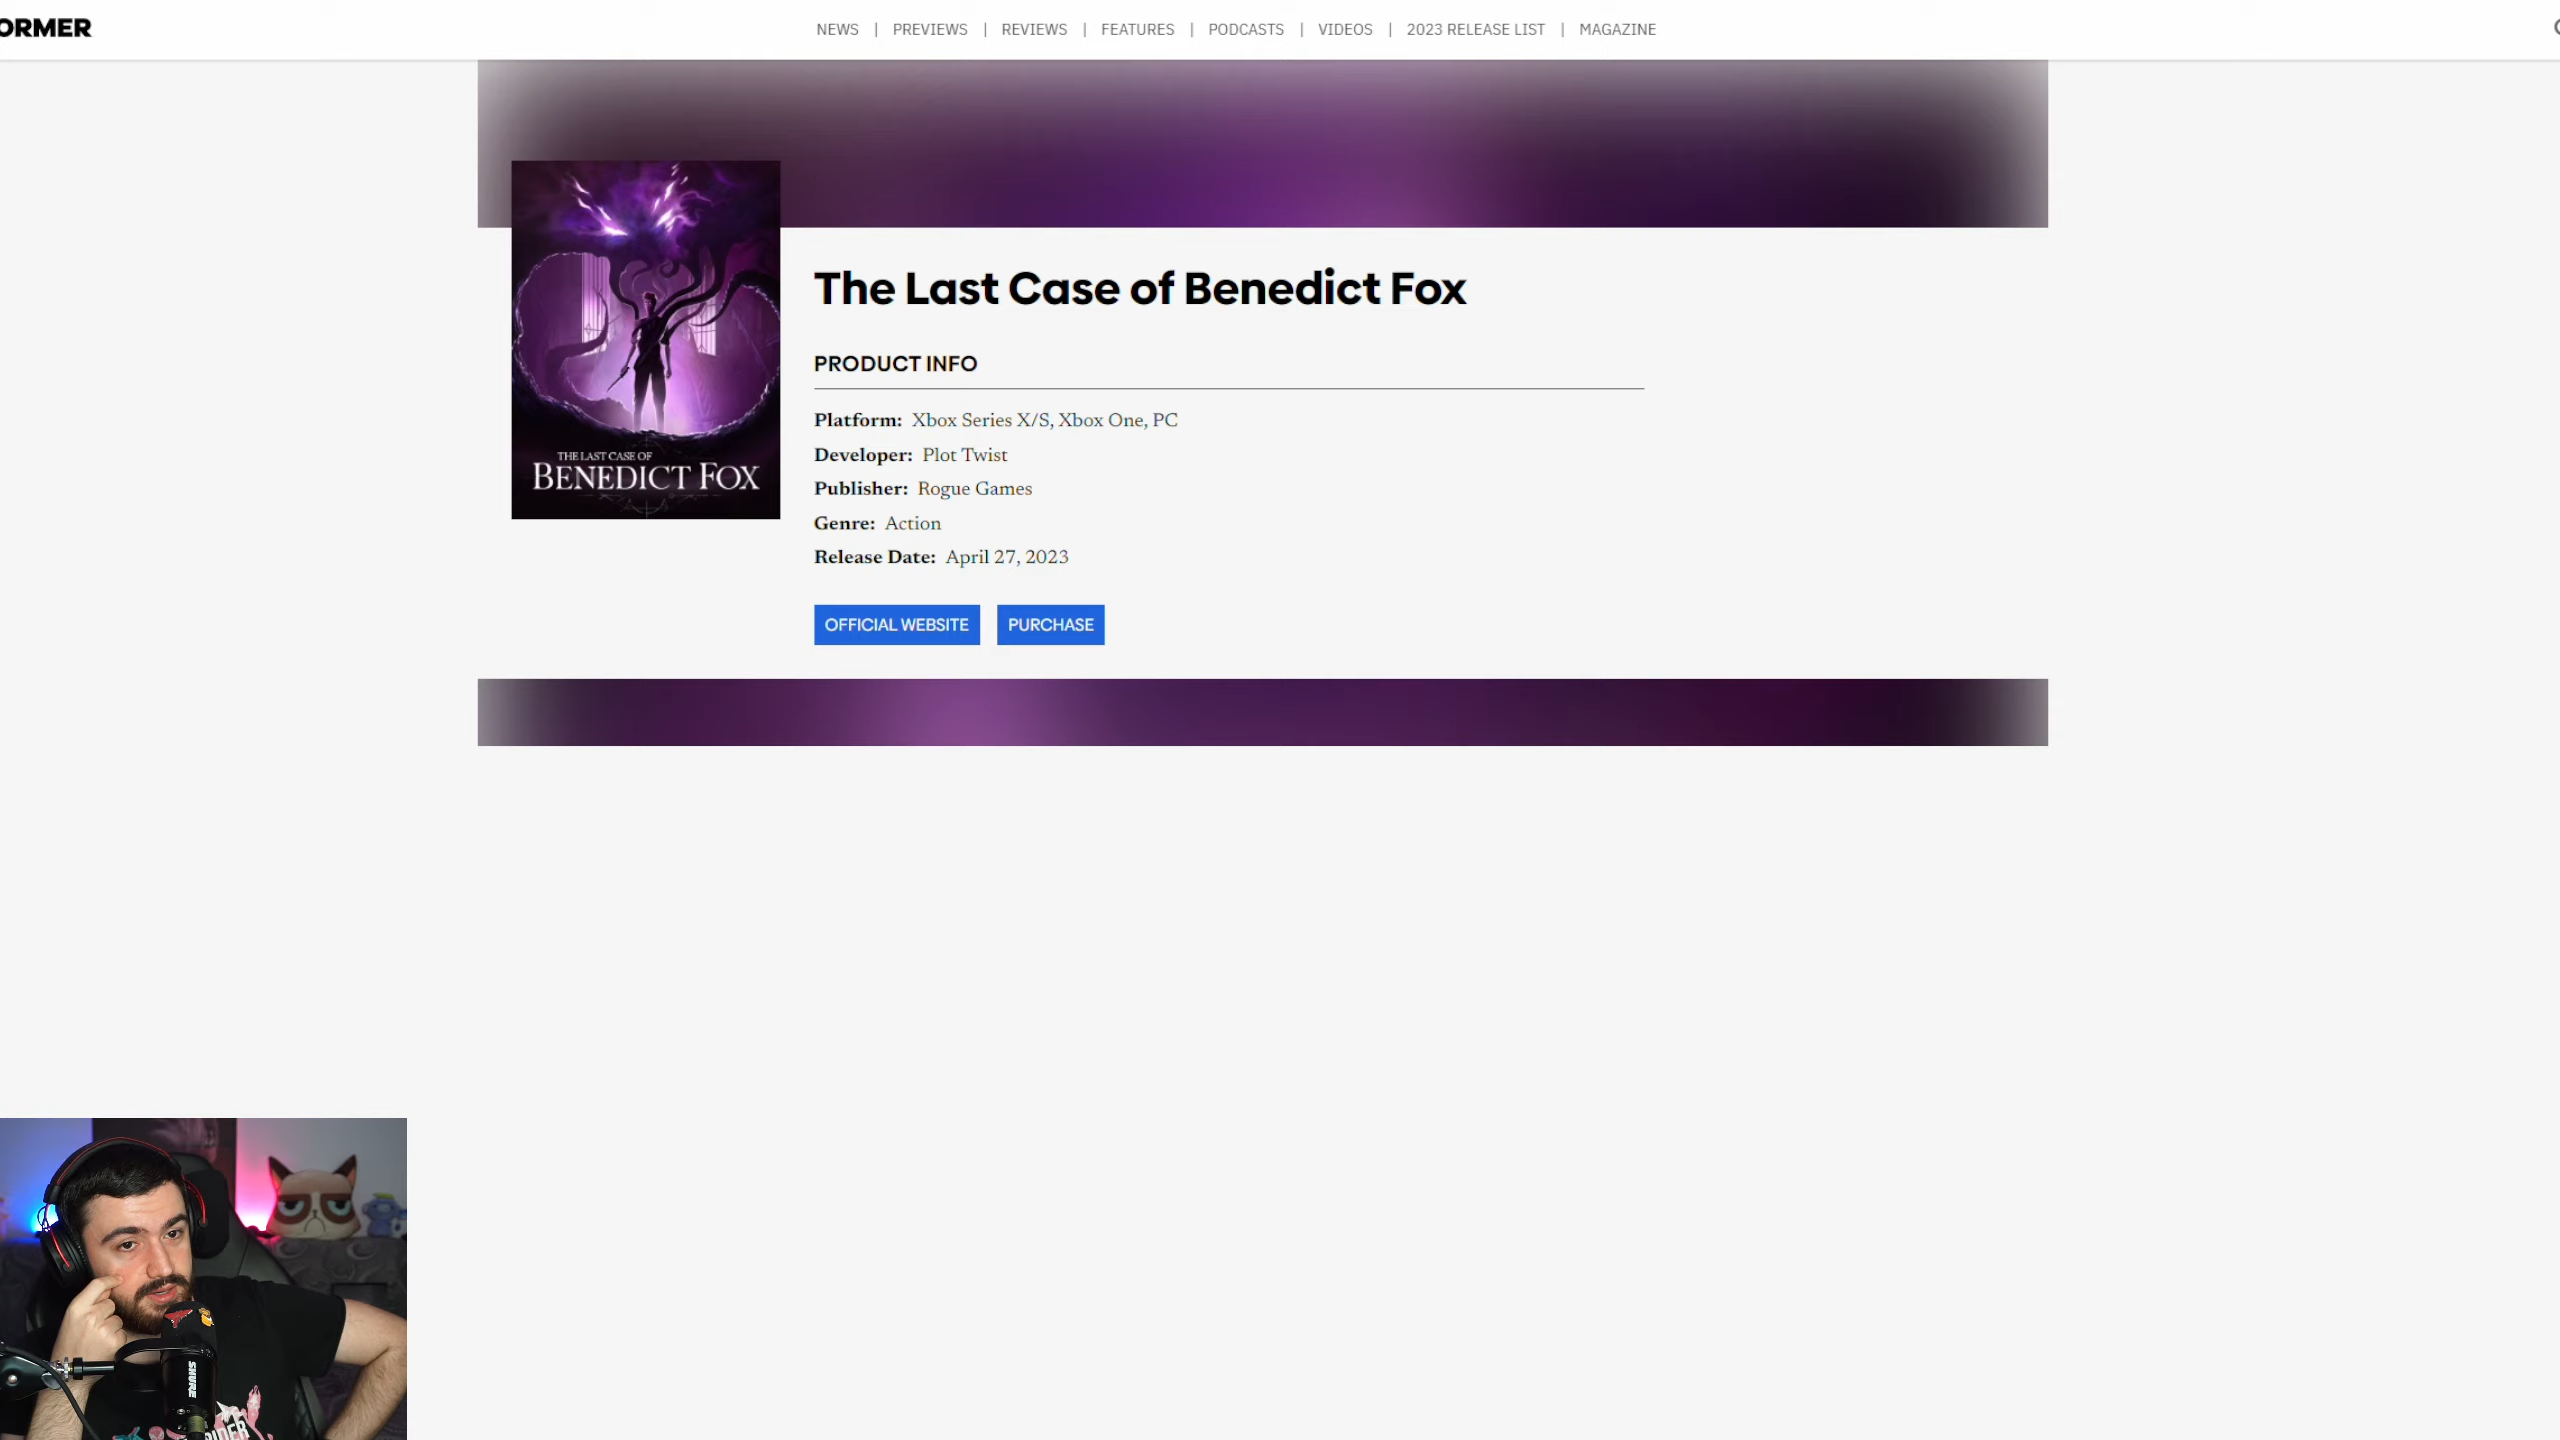 ORMER
NEWS | PREVIEWS | REVIEWS | FEATURES | PODCASTS | VIDEOS | 2023 RELEASE LIST | MAGAZINE
THE LAST CASE OF
BENEDICT FOX
The Last Case of Benedict Fox
PRODUCT INFO
Platform: Xbox Series X/S, Xbox One, PC
Developer: Plot Twist
Publisher: Rogue Games
Genre: Action
Release Date: April 27, 2023
OFFICIAL WEBSITE PURCHASE
SHURE